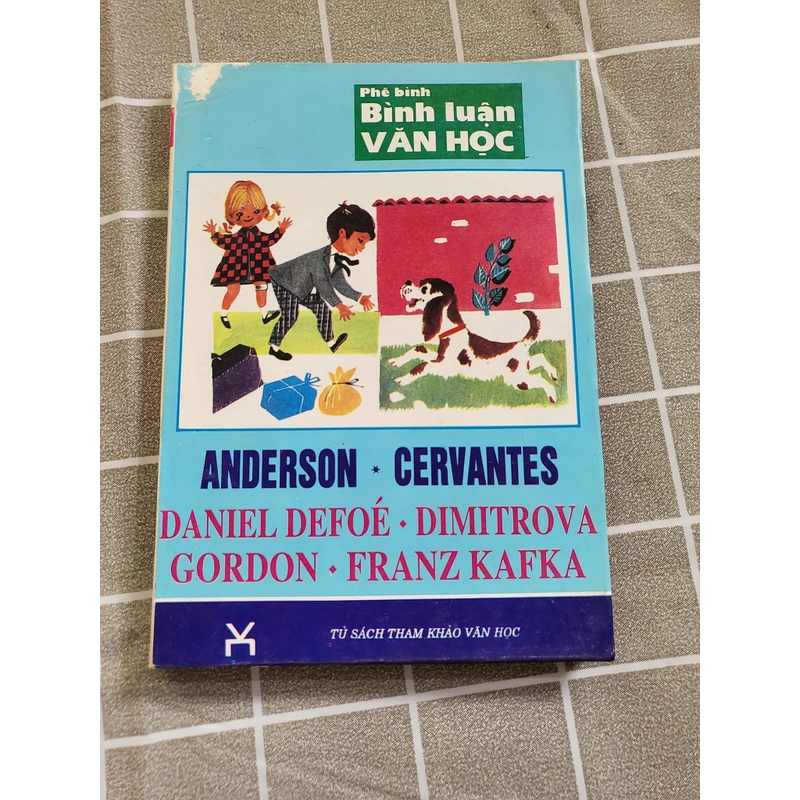 Phê bình
Bình luận
VĂN HỌC
ANDERSON * CERVANTES
DANIEL DEFOÉ • DIMITROVA
GORDON • FRANZ KAFKA
TỦ SÁCH THAM KHẢO VĂN HỌC